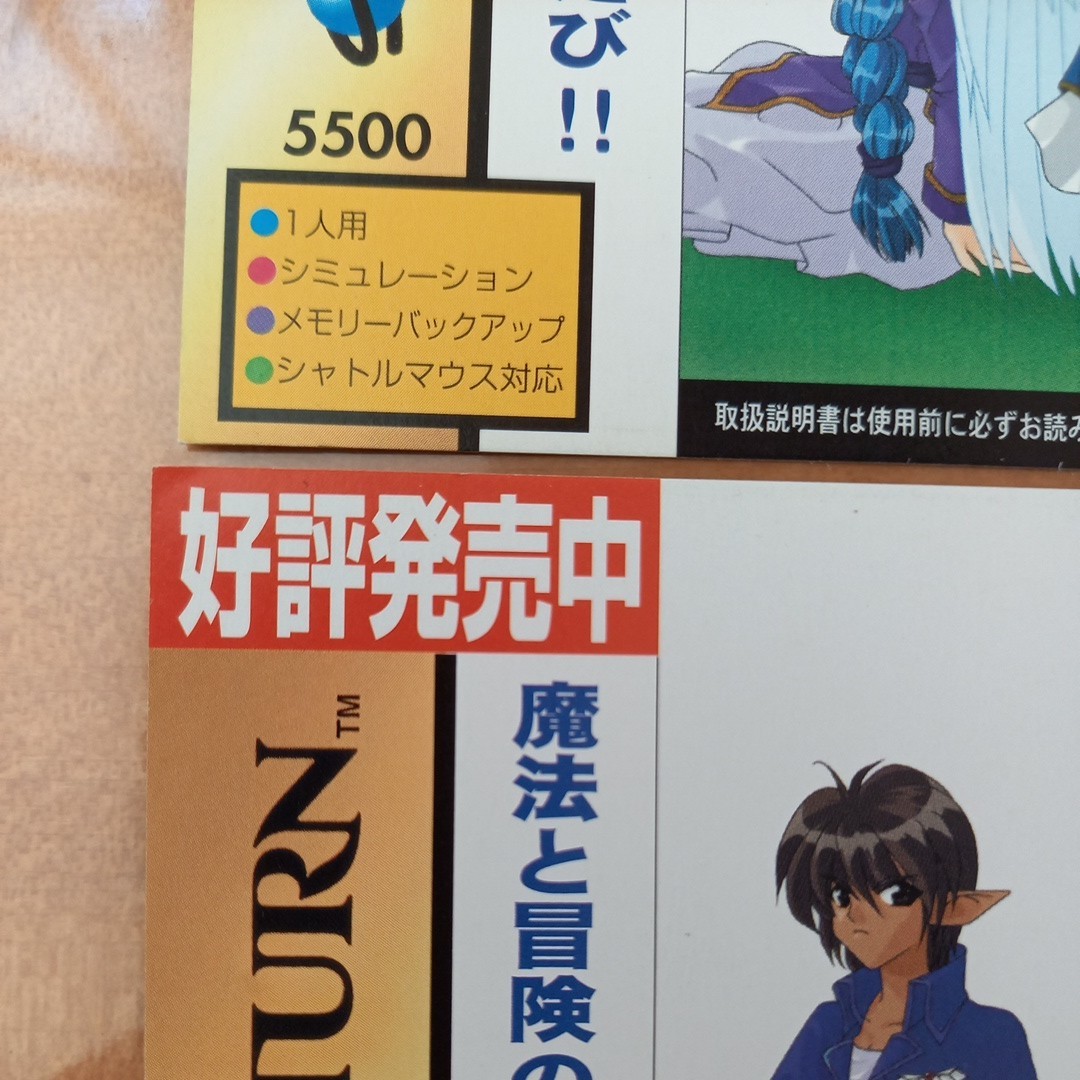 び!!
5500
●1人用
●シミュレーション
●メモリーバックアップ
●シャトルマウス対応
取扱説明書は使用前に必ずお読み
好評発売中
TURN™
魔法と冒険の